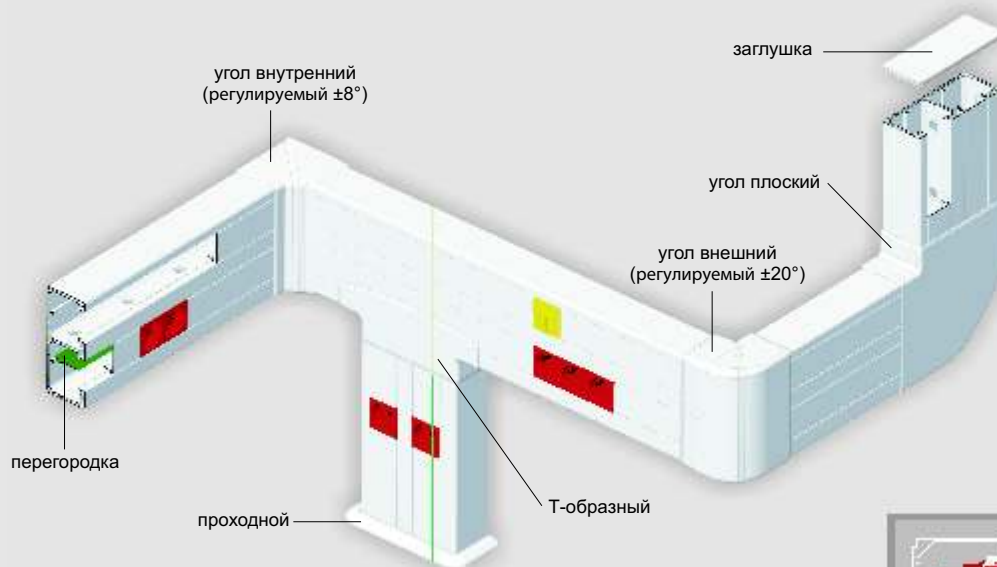 заглушка
угол внутренний
(регулируемый ±8°)
угол плоский
угол внешний
(регулируемый ±20°)
перегородка
Т-образный
проходной